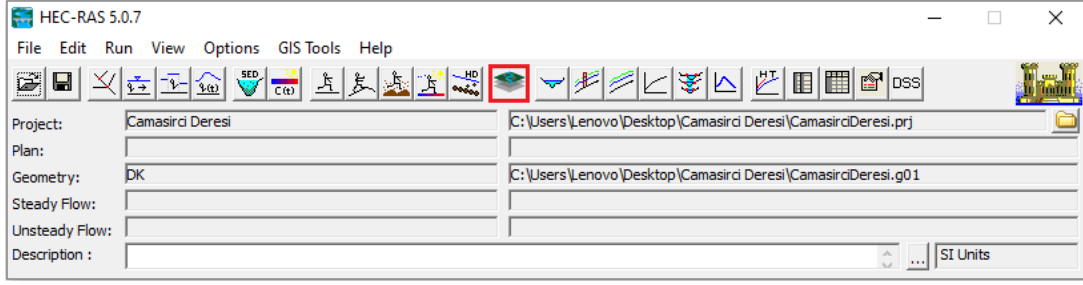 HEC-RAS 5.0.7
File Edit Run View Options GIS Tools Help
SED C(t) HD HT DSS
Project: Camasirci Deresi C:\Users\Lenovo\Desktop\Camasirci Deresi\CamasirciDeresi.prj
Plan:
Geometry: DK C:\Users\Lenovo\Desktop\Camasirci Deresi\CamasirciDeresi.g01
Steady Flow:
Unsteady Flow:
Description : ... SI Units